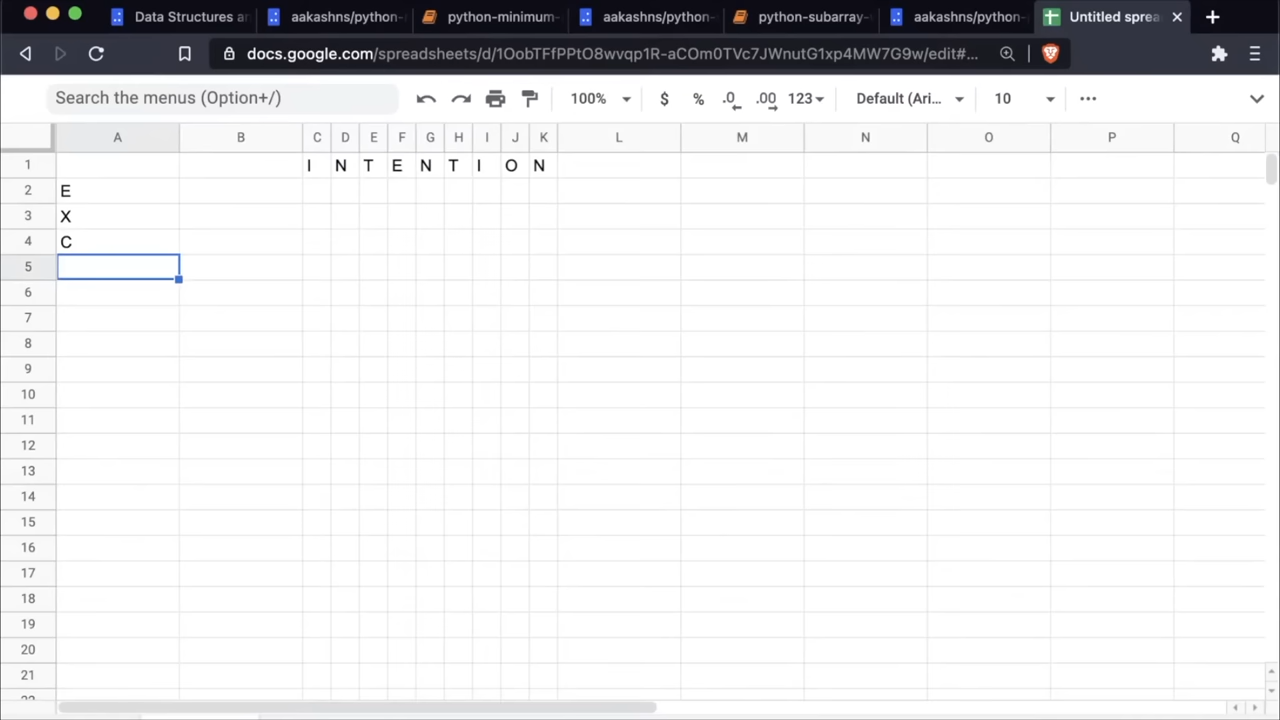 Data Structures a
aakashns/python-
python-minimum-
aakashns/python-
python-subarray-
aakashns/python-
Untitled sprea
docs.google.com/spreadsheets/d/1OobTFfPPtO8wvqp1R-aCOm0TVc7JWnutG1xp4MW7G9w/edit#...
Search the menus (Option+/) 100% $ % .0 .00 123 Default (Ari... 10
A B C D E F G H I J K L M N O P Q
1 I N T E N T I O N
2 E
3 X
4 C
5
6
7
8
9
10
11
12
13
14
15
16
17
18
19
20
21